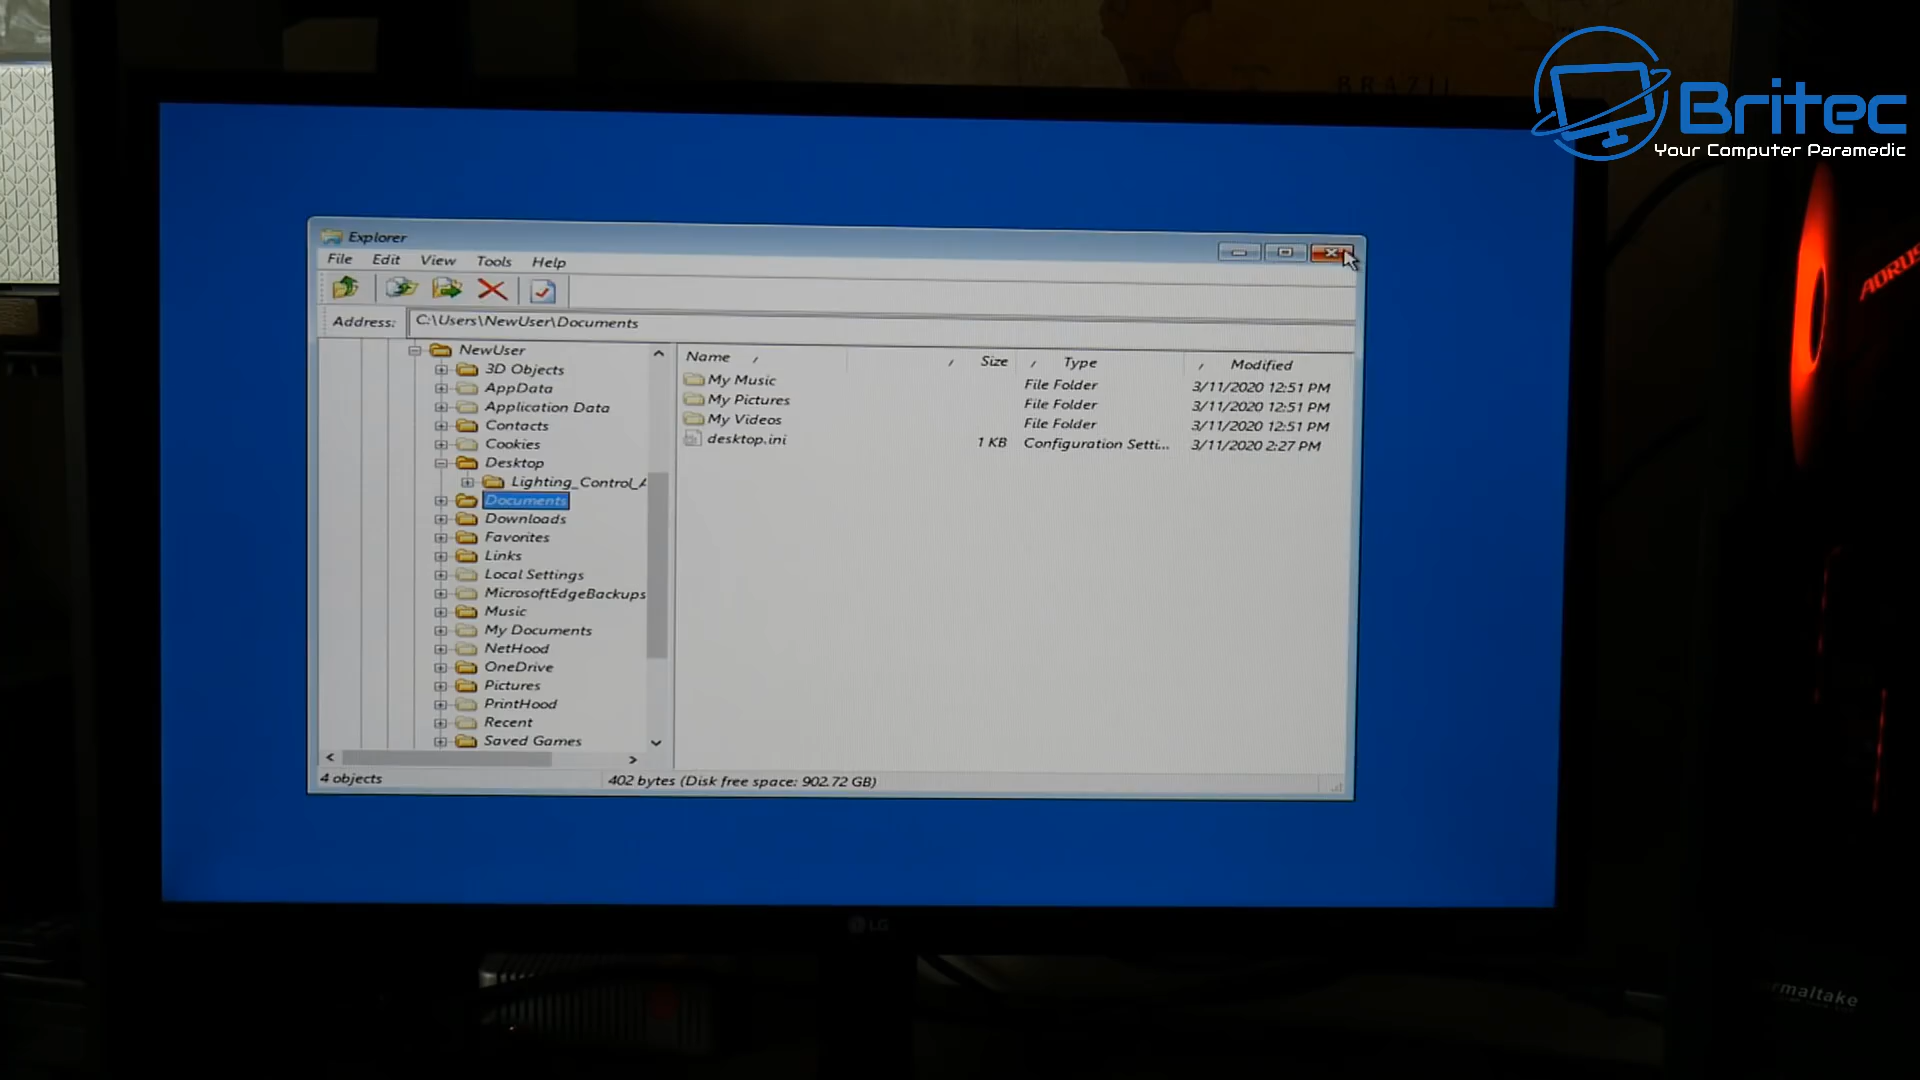 BRAZIL
Britec
Your Computer Paramedic
Explorer
File Edit View Tools Help
AORUS
Address: C:\Users\NewUser\Documents
NewUser
3D Objects
AppData
Application Data
Contacts
Cookies
Desktop
Lighting_Control_A
Documents
Downloads
Favorites
Links
Local Settings
MicrosoftEdgeBackups
Music
My Documents
NetHood
OneDrive
Pictures
PrintHood
Recent
Saved Games
Name Size Type Modified
My Music File Folder 3/11/2020 12:51 PM
My Pictures File Folder 3/11/2020 12:51 PM
My Videos File Folder 3/11/2020 12:51 PM
desktop.ini 1 KB Configuration Setti... 3/11/2020 2:27 PM
4 objects 402 bytes (Disk free space: 902.72 GB)
LG
rmaltake